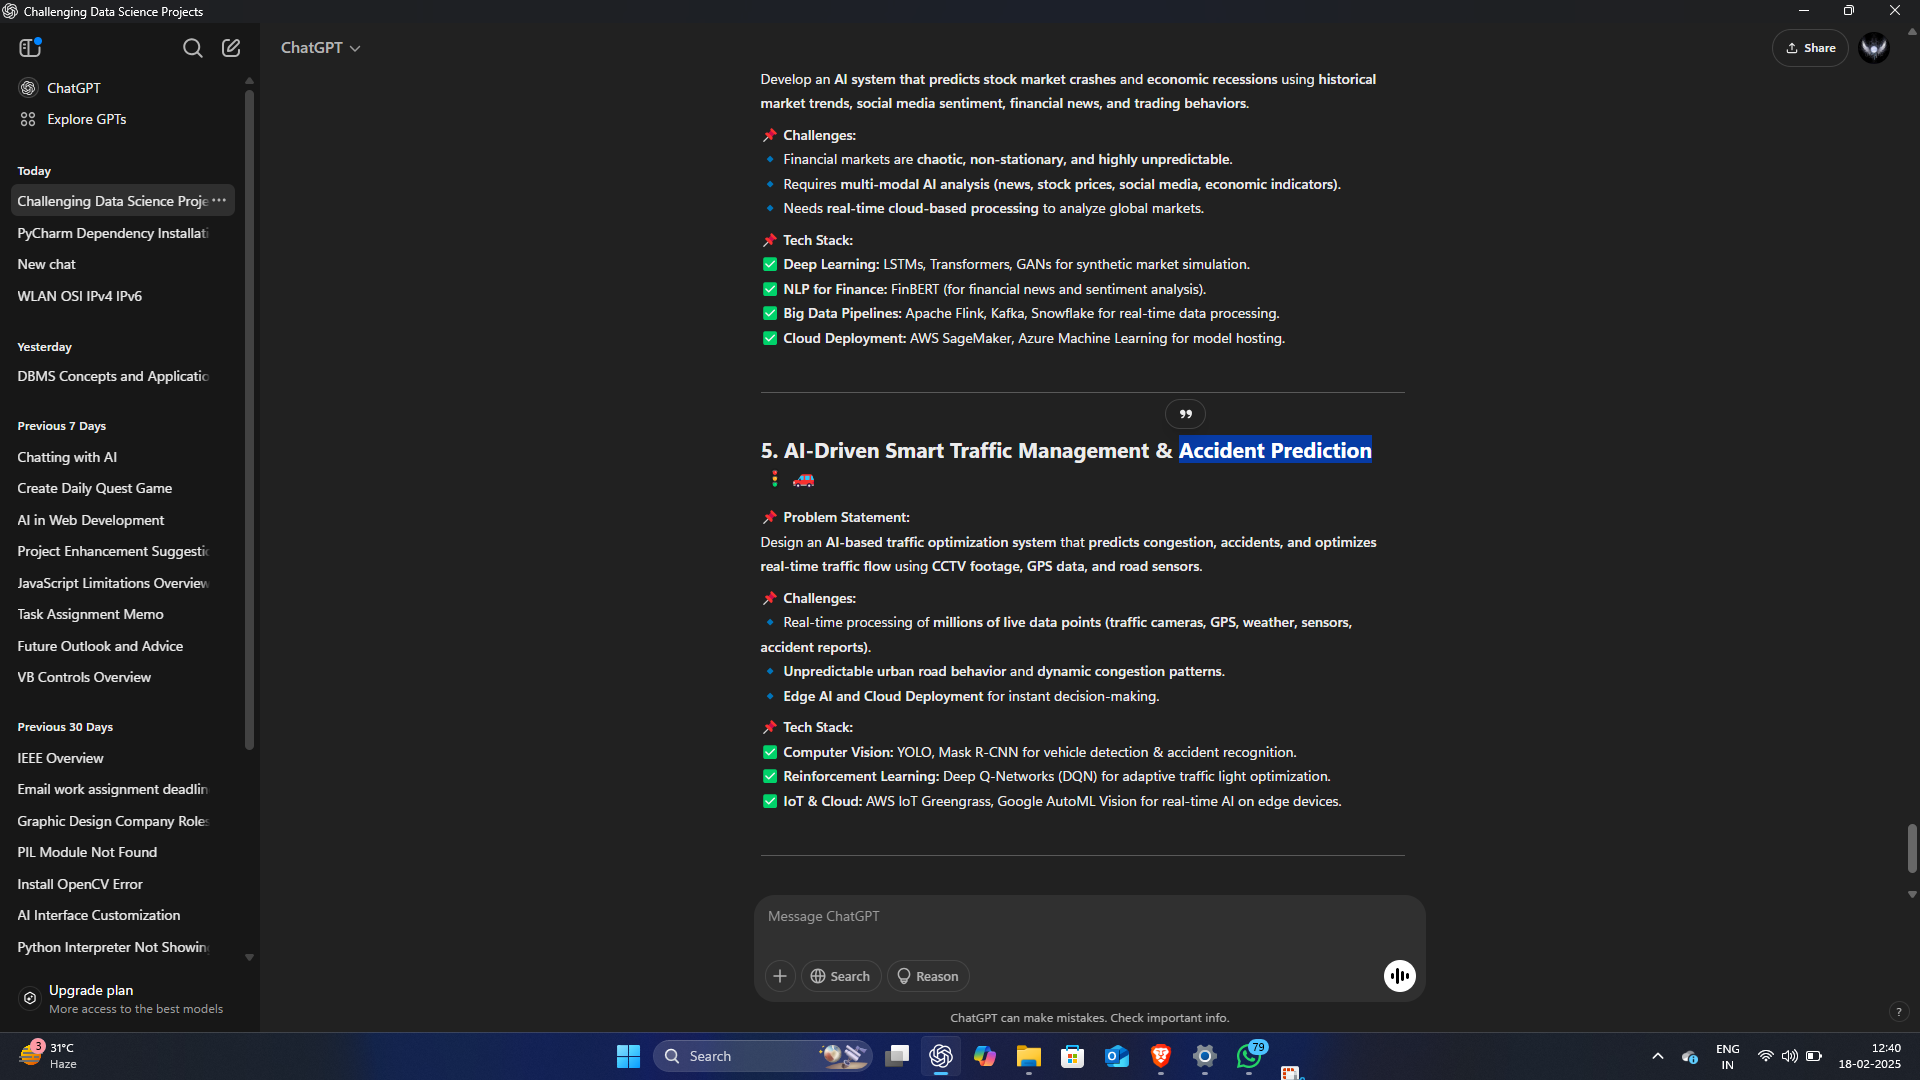 Challenging Data Science Projects
ChatGPT
Share
ChatGPT
Explore GPTs
Today
Challenging Data Science Proje
PyCharm Dependency Installati
New chat
WLAN OSI IPv4 IPv6
Yesterday
DBMS Concepts and Applicatio
Previous 7 Days
Chatting with AI
Create Daily Quest Game
AI in Web Development
Project Enhancement Suggestic
JavaScript Limitations Overview
Task Assignment Memo
Future Outlook and Advice
VB Controls Overview
Previous 30 Days
IEEE Overview
Email work assignment deadlin
Graphic Design Company Roles
PIL Module Not Found
Install OpenCV Error
AI Interface Customization
Python Interpreter Not Showing
Upgrade plan
More access to the best models
Develop an AI system that predicts stock market crashes and economic recessions using historical
market trends, social media sentiment, financial news, and trading behaviors.
📌 Challenges:
🔹 Financial markets are chaotic, non-stationary, and highly unpredictable.
🔹 Requires multi-modal AI analysis (news, stock prices, social media, economic indicators).
🔹 Needs real-time cloud-based processing to analyze global markets.
📌 Tech Stack:
✅ Deep Learning: LSTMs, Transformers, GANs for synthetic market simulation.
✅ NLP for Finance: FinBERT (for financial news and sentiment analysis).
✅ Big Data Pipelines: Apache Flink, Kafka, Snowflake for real-time data processing.
✅ Cloud Deployment: AWS SageMaker, Azure Machine Learning for model hosting.
5. AI-Driven Smart Traffic Management & Accident Prediction
🚦 🚗
📌 Problem Statement:
Design an AI-based traffic optimization system that predicts congestion, accidents, and optimizes
real-time traffic flow using CCTV footage, GPS data, and road sensors.
📌 Challenges:
🔹 Real-time processing of millions of live data points (traffic cameras, GPS, weather, sensors,
accident reports).
🔹 Unpredictable urban road behavior and dynamic congestion patterns.
🔹 Edge AI and Cloud Deployment for instant decision-making.
📌 Tech Stack:
✅ Computer Vision: YOLO, Mask R-CNN for vehicle detection & accident recognition.
✅ Reinforcement Learning: Deep Q-Networks (DQN) for adaptive traffic light optimization.
✅ IoT & Cloud: AWS IoT Greengrass, Google AutoML Vision for real-time AI on edge devices.
Message ChatGPT
Search
Reason
ChatGPT can make mistakes. Check important info.
?
3
31°C
Haze
Search
79
ENG
IN
12:40
18-02-2025